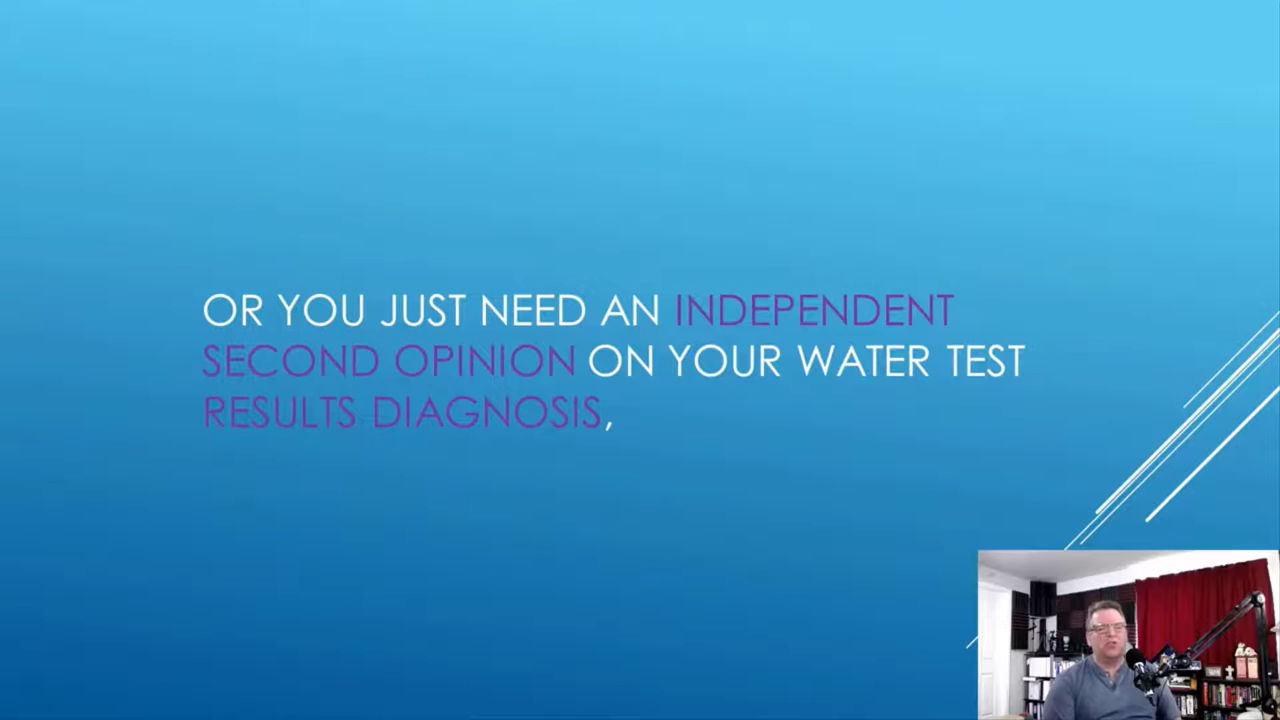 OR YOU JUST NEED AN INDEPENDENT
SECOND OPINION ON YOUR WATER TEST
RESULTS DIAGNOSIS,